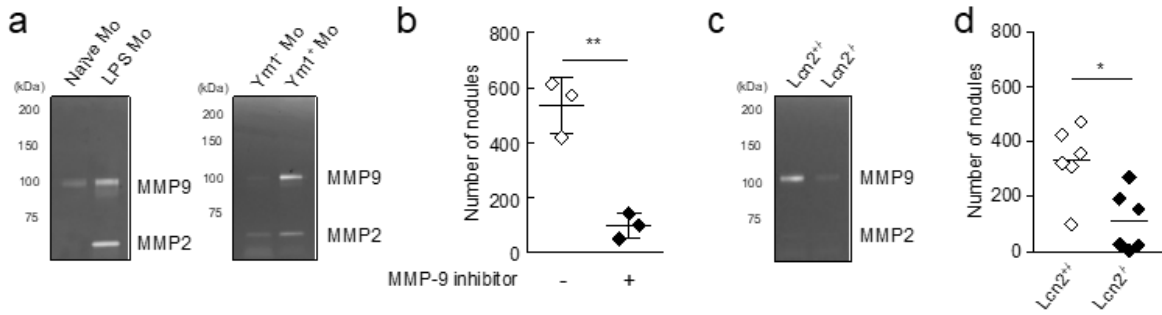 a
Naïve Mo
LPS Mo
(kDa)
200
150
100
75
MMP9
MMP2
Ym1⁻ Mo
Ym1⁺ Mo
(kDa)
200
150
100
75
MMP9
MMP2
b
Number of nodules
800
600
400
200
0
**
MMP-9 inhibitor - +
c
Lcn2⁺/⁻
Lcn2⁻/⁻
(kDa)
200
150
100
75
MMP9
MMP2
d
Number of nodules
800
600
400
200
0
*
Lcn2⁺/⁻
Lcn2⁻/⁻